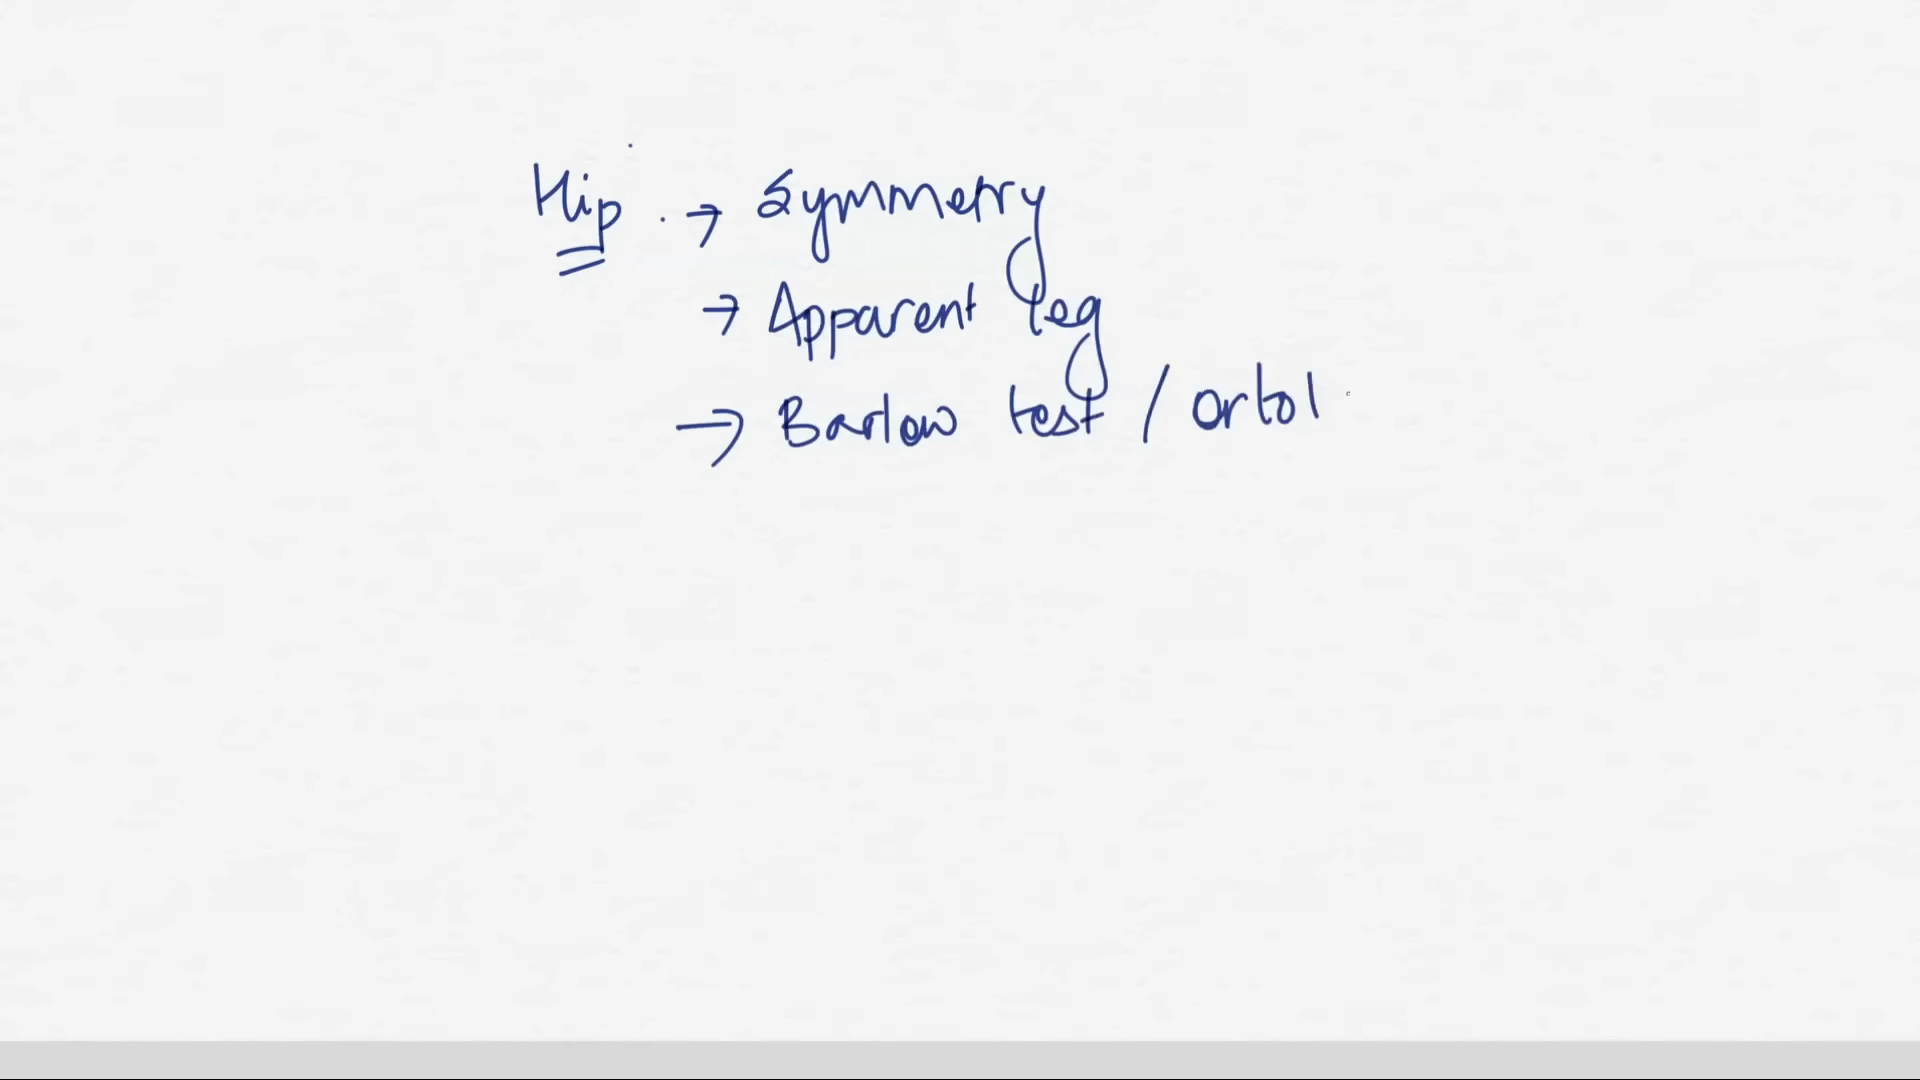 Hip. → Symmetry
→ Apparent leg
→ Barlow test / ortol